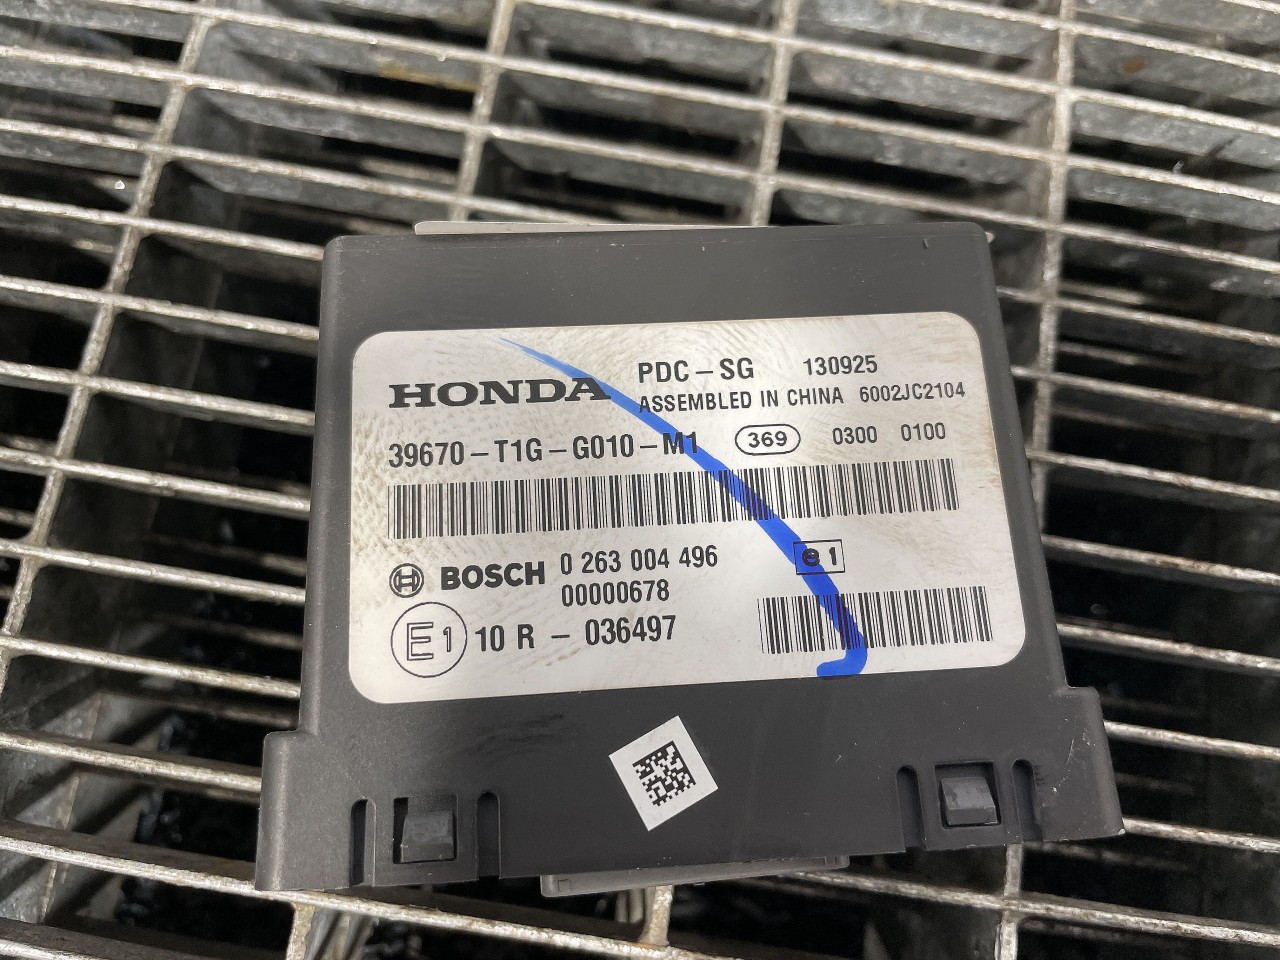 HONDA PDC-SG 130925
ASSEMBLED IN CHINA 6002JC2104
39670-T1G-G010-M1 369 0300 0100
BOSCH 0 263 004 496 e1
00000678
E1 10 R - 036497